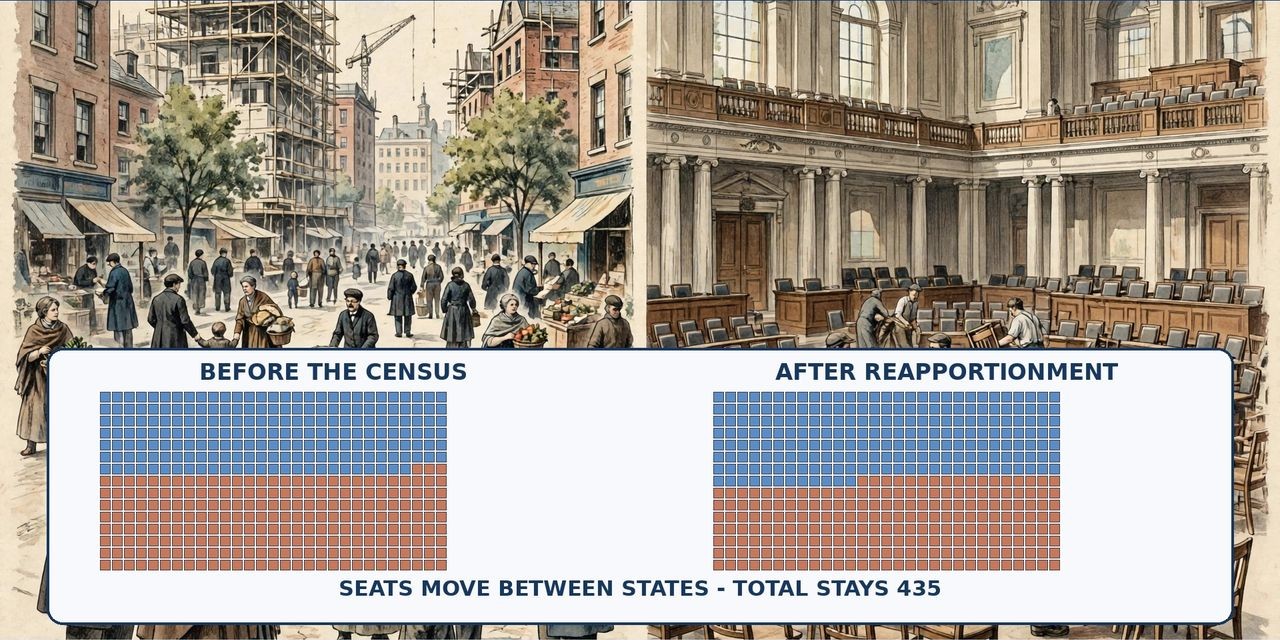 BEFORE THE CENSUS
AFTER REAPPORTIONMENT
SEATS MOVE BETWEEN STATES - TOTAL STAYS 435